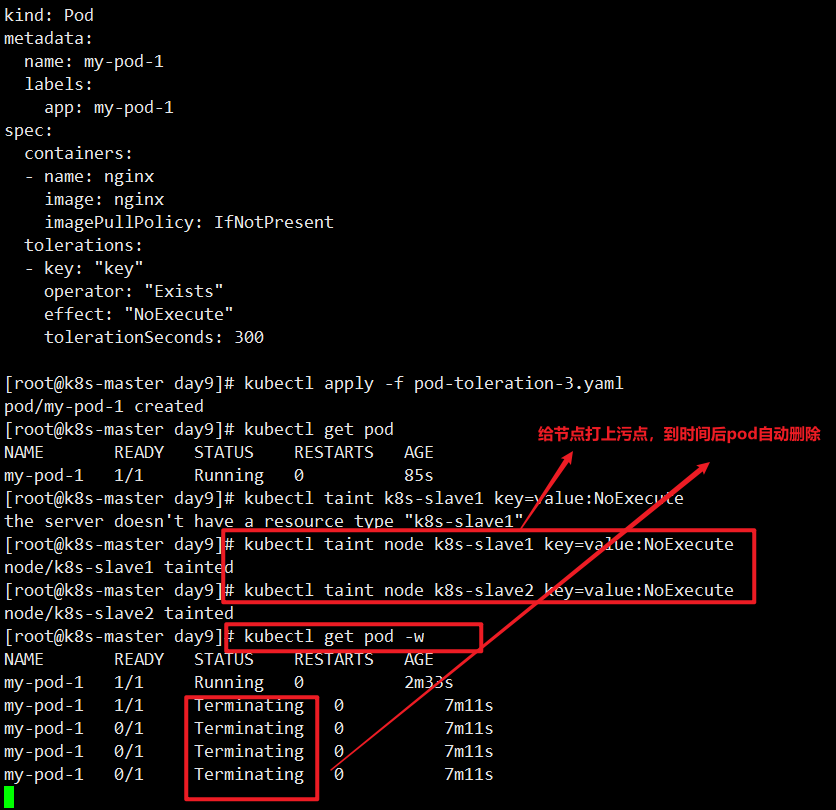 kind: Pod
metadata:
  name: my-pod-1
  labels:
    app: my-pod-1
spec:
  containers:
  - name: nginx
    image: nginx
    imagePullPolicy: IfNotPresent
  tolerations:
  - key: "key"
    operator: "Exists"
    effect: "NoExecute"
    tolerationSeconds: 300
[root@k8s-master day9]# kubectl apply -f pod-toleration-3.yaml
pod/my-pod-1 created
[root@k8s-master day9]# kubectl get pod
给节点打上污点，到时间后pod自动删除
NAME       READY   STATUS    RESTARTS   AGE
my-pod-1   1/1     Running   0          85s
[root@k8s-master day9]# kubectl taint k8s-slave1 key=value:NoExecute
the server doesn't have a resource type "k8s-slave1"
[root@k8s-master day9]# kubectl taint node k8s-slave1 key=value:NoExecute
node/k8s-slave1 tainted
[root@k8s-master day9]# kubectl taint node k8s-slave2 key=value:NoExecute
node/k8s-slave2 tainted
[root@k8s-master day9]# kubectl get pod -w
NAME       READY   STATUS    RESTARTS   AGE
my-pod-1   1/1     Running   0          2m33s
my-pod-1   1/1     Terminating   0          7m11s
my-pod-1   0/1     Terminating   0          7m11s
my-pod-1   0/1     Terminating   0          7m11s
my-pod-1   0/1     Terminating   0          7m11s